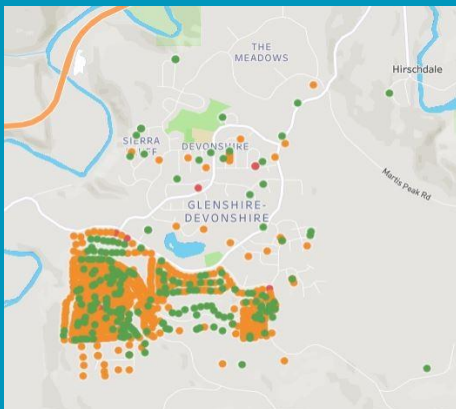 THE
MEADOWS
Hirschdale
SIERRA
DEVONSHIRE
Martis Peak Rd
GLENSHIRE-
DEVONSHIRE